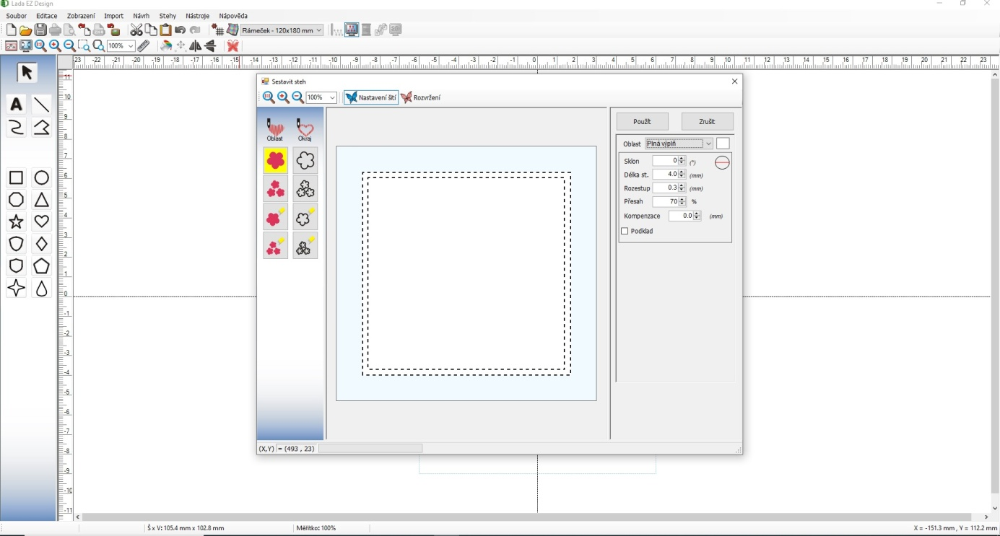 Lada EZ Design
Soubor Editace Zobrazení Import Návrh Stehy Nástroje Nápověda
Rámeček - 120x180 mm
100%
23 -22 -21 -20 -19 -18 -17 -16 -15 -14 -13 -12 -11 -10 -9 -8 -7 -6 -5 -4 -3 -2 -1 0 1 2 3 4 5 6 7 8 9 10 11 12 13 14 15 16 17 18 19 20 21 22 23
11
10
9
8
7
6
5
4
3
2
1
0
-1
-2
-3
-4
-5
-6
-7
-8
-9
-10
-11
A
Sestavit steh
100% Nastavení šití Rozvržení
Oblast Okraj
Použít Zrušit
Oblast Plná výplň
Sklon 0 (°)
Délka st. 4.0 (mm)
Rozestup 0.3 (mm)
Přesah 70 %
Kompenzace 0.0 (mm)
Podklad
(X,Y) = (493 , 23)
Š x V: 105.4 mm x 102.8 mm Měřítko: 100% X = -151.3 mm , Y = 112.2 mm